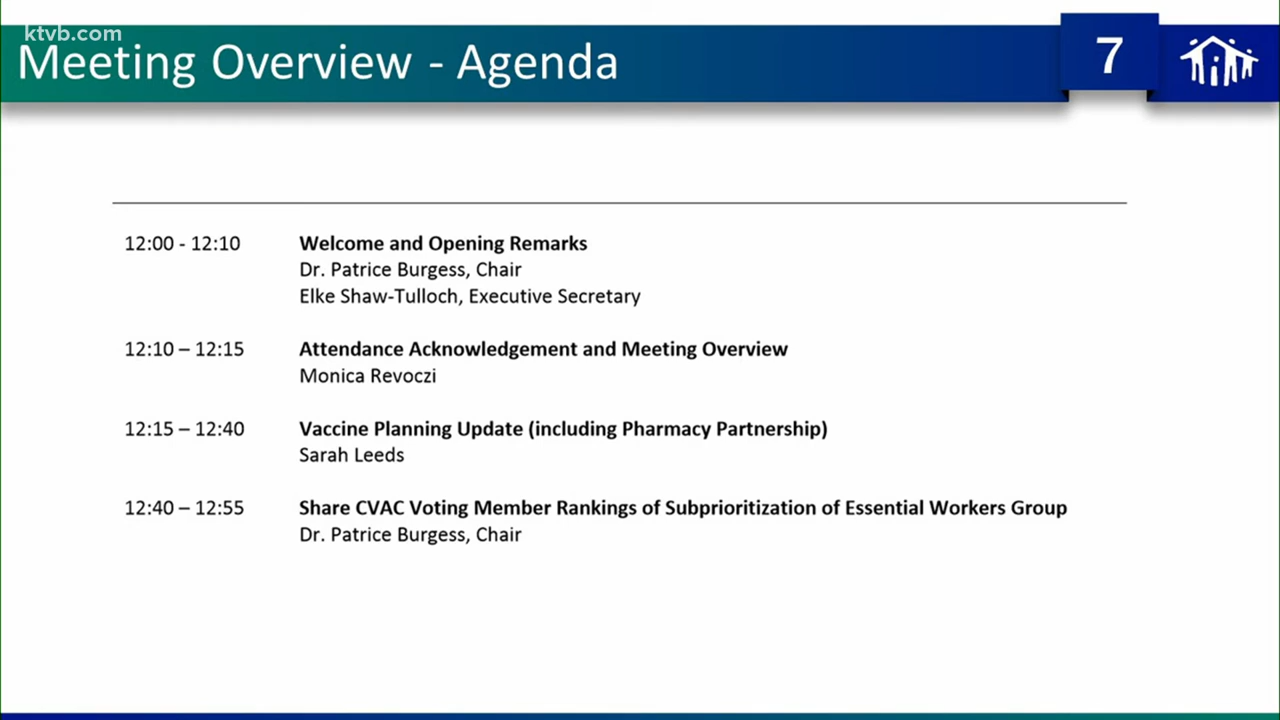 ktvb.com
Meeting Overview - Agenda
7
12:00 - 12:10 Welcome and Opening Remarks
Dr. Patrice Burgess, Chair
Elke Shaw-Tulloch, Executive Secretary
12:10 – 12:15 Attendance Acknowledgement and Meeting Overview
Monica Revoczi
12:15 – 12:40 Vaccine Planning Update (including Pharmacy Partnership)
Sarah Leeds
12:40 – 12:55 Share CVAC Voting Member Rankings of Subprioritization of Essential Workers Group
Dr. Patrice Burgess, Chair